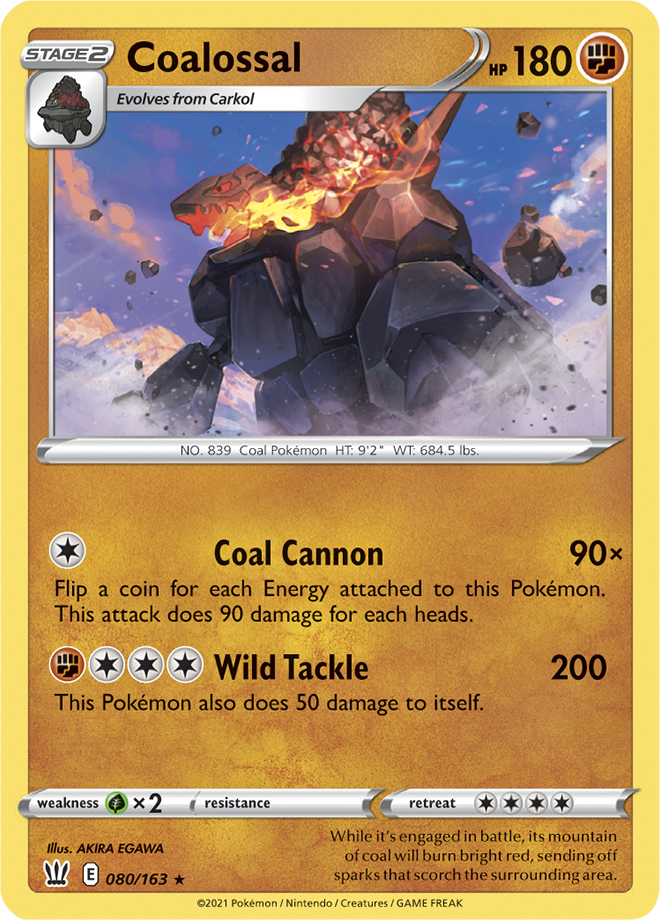 STAGE 2
Coalossal
HP 180
Evolves from Carkol
NO. 839 Coal Pokémon HT: 9'2" WT: 684.5 lbs.
Coal Cannon 90×
Flip a coin for each Energy attached to this Pokémon.
This attack does 90 damage for each heads.
Wild Tackle 200
This Pokémon also does 50 damage to itself.
weakness ×2 resistance retreat
Illus. AKIRA EGAWA
While it's engaged in battle, its mountain
of coal will burn bright red, sending off
sparks that scorch the surrounding area.
E 080/163 ★
©2021 Pokémon / Nintendo / Creatures / GAME FREAK